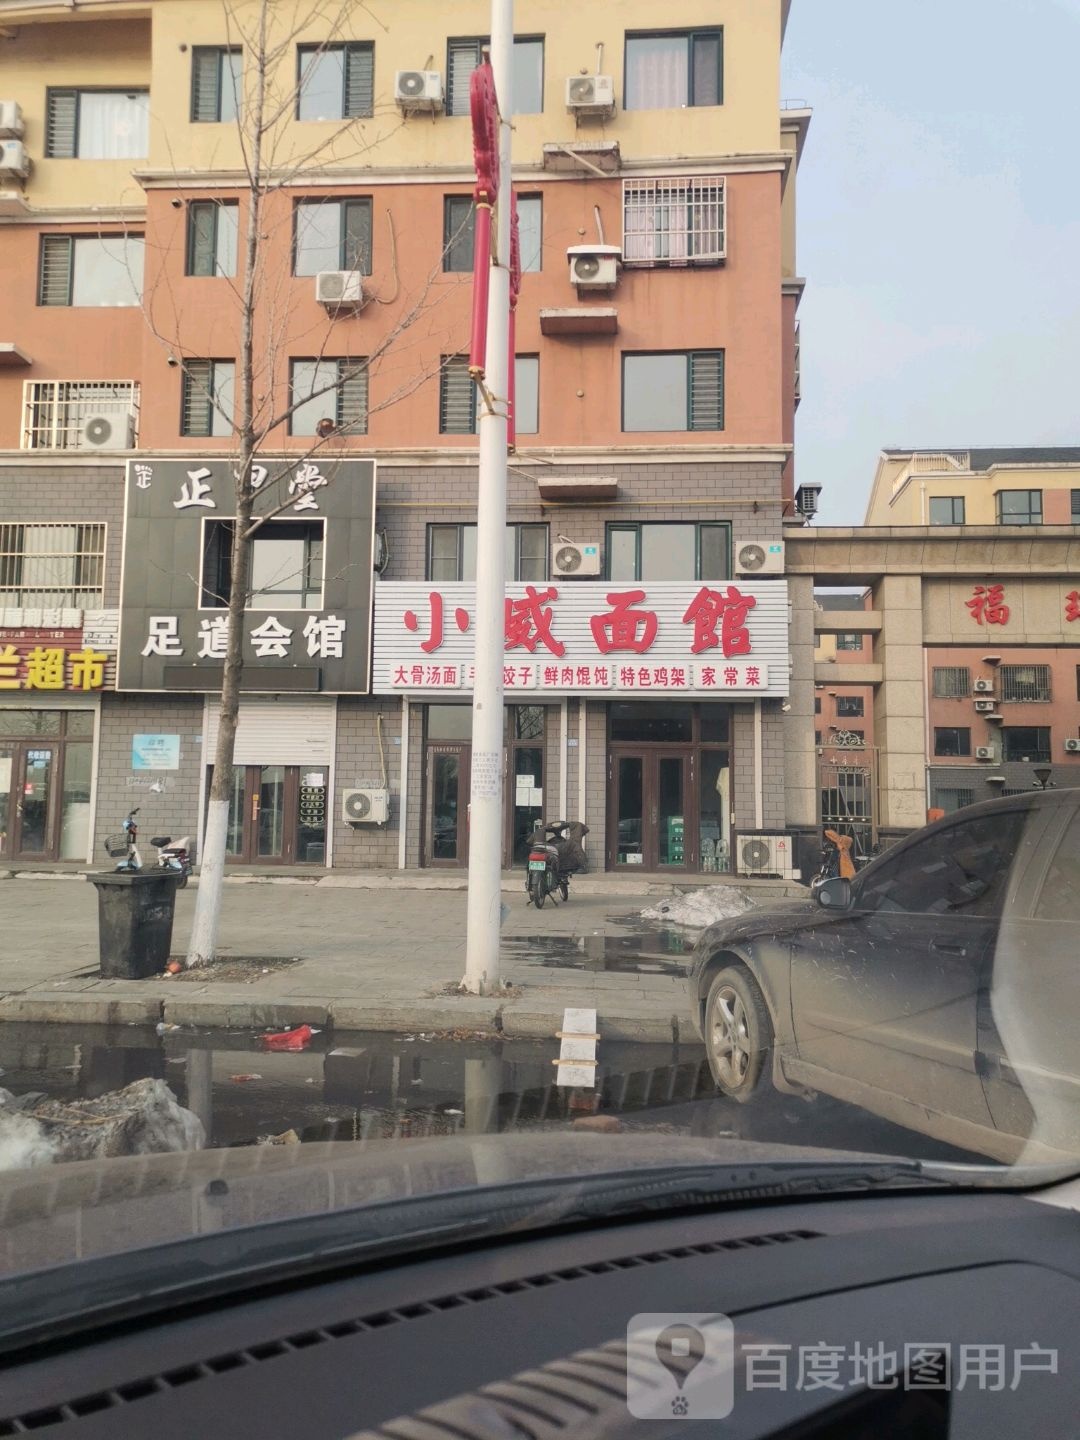 正
足道会馆
兰超市
小威面館
大骨汤面 饺子 鲜肉馄饨 特色鸡架 家常菜
福
百度地图用户